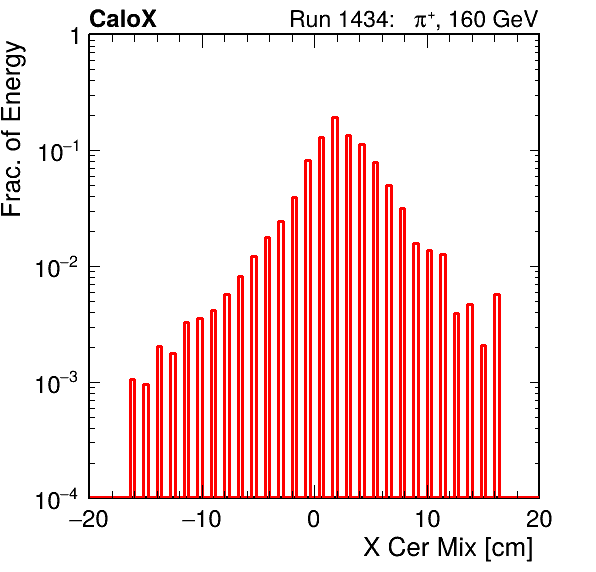 CaloX Run 1434: π⁺, 160 GeV
Frac. of Energy
1
10⁻¹
10⁻²
10⁻³
10⁻⁴
−20 −10 0 10 20
X Cer Mix [cm]